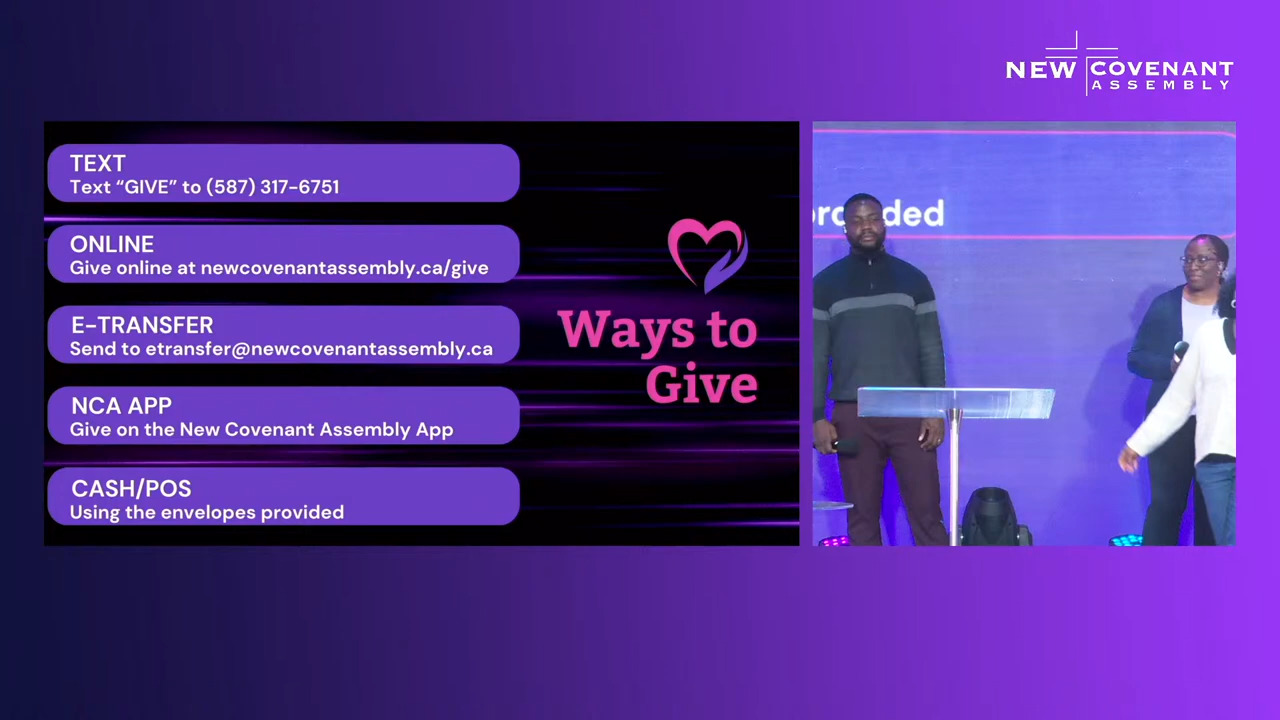 NEW COVENANT
ASSEMBLY
TEXT
Text “GIVE” to (587) 317-6751
ONLINE
Give online at newcovenantassembly.ca/give
E-TRANSFER
Send to etransfer@newcovenantassembly.ca
NCA APP
Give on the New Covenant Assembly App
CASH/POS
Using the envelopes provided
Ways to
Give